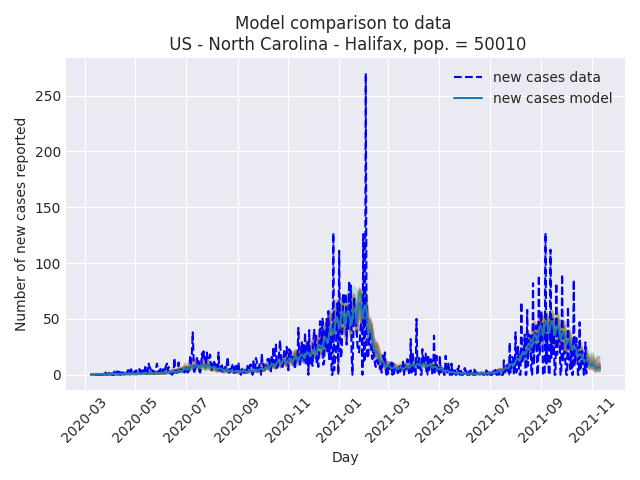 Model comparison to data
US - North Carolina - Halifax, pop. = 50010
new cases data
new cases model
Number of new cases reported
250
200
150
100
50
0
2020-03
2020-05
2020-07
2020-09
2020-11
2021-01
2021-03
2021-05
2021-07
2021-09
2021-11
Day